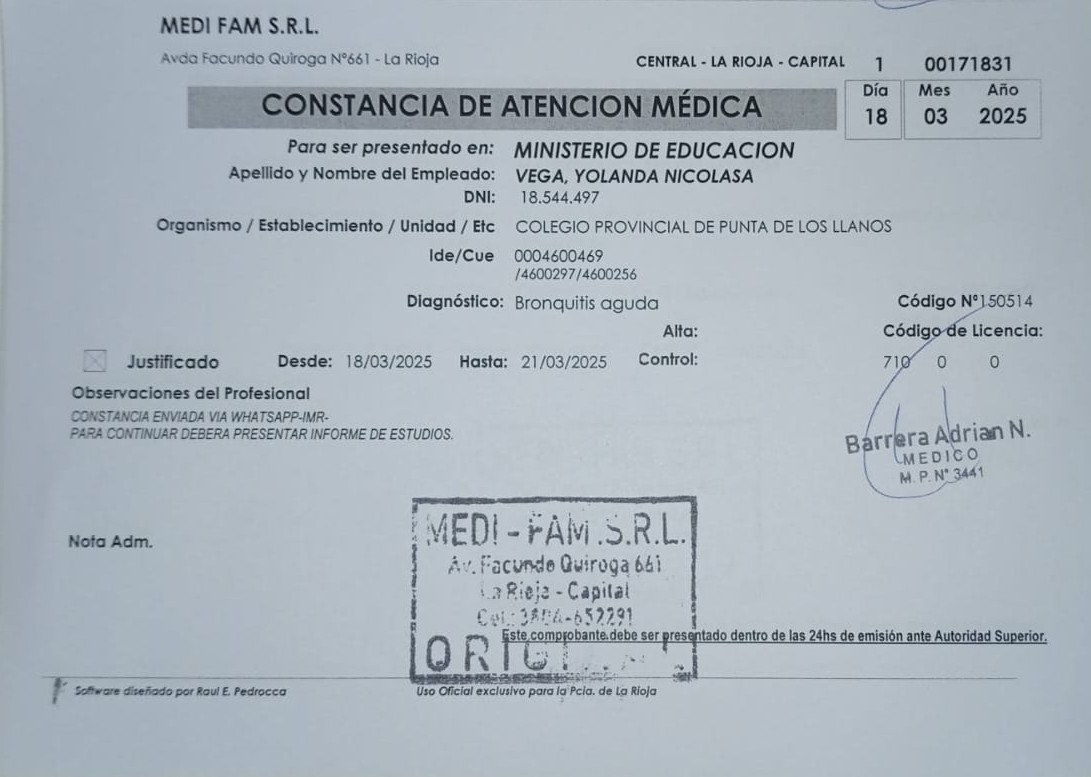 MEDI FAM S.R.L.
Avda Facundo Quiroga Nº661 - La Rioja
CENTRAL - LA RIOJA - CAPITAL 1 00171831
CONSTANCIA DE ATENCION MÉDICA
Día Mes Año
18 03 2025
Para ser presentado en: MINISTERIO DE EDUCACION
Apellido y Nombre del Empleado: VEGA, YOLANDA NICOLASA
DNI: 18.544.497
Organismo / Establecimiento / Unidad / Etc COLEGIO PROVINCIAL DE PUNTA DE LOS LLANOS
Ide/Cue 0004600469
/4600297/4600256
Diagnóstico: Bronquitis aguda Código Nº150514
Alta: Código de Licencia:
Justificado Desde: 18/03/2025 Hasta: 21/03/2025 Control: 710 0 0
Observaciones del Profesional
CONSTANCIA ENVIADA VIA WHATSAPP-IMR-
PARA CONTINUAR DEBERA PRESENTAR INFORME DE ESTUDIOS.
Barrera Adrian N.
MEDICO
M.P. N° 3441
Nota Adm.
MEDI - FAM .S.R.L.
Av. Facundo Quiroga 661
La Rioja - Capital
Cel.: 3804-652291
Este comprobante debe ser presentado dentro de las 24hs de emisión ante Autoridad Superior.
Software diseñado por Raul E. Pedrocca
Uso Oficial exclusivo para la Pcia. de La Rioja